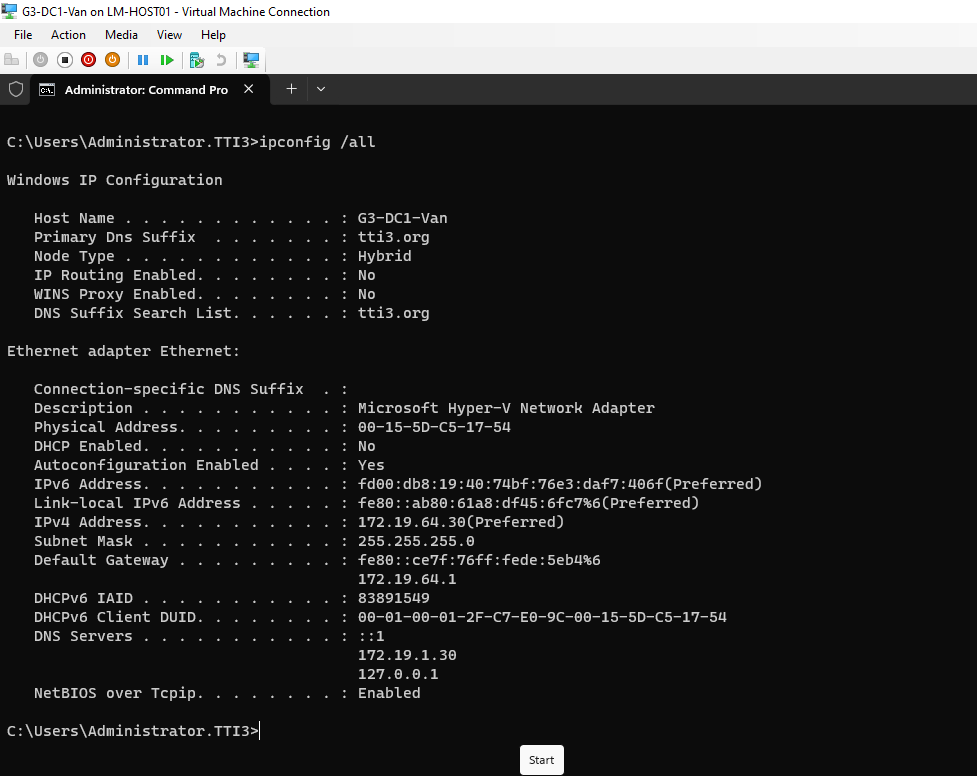 G3-DC1-Van on LM-HOST01 - Virtual Machine Connection
File Action Media View Help
Administrator: Command Pro
C:\Users\Administrator.TTI3>ipconfig /all
Windows IP Configuration
Host Name . . . . . . . . . . . . : G3-DC1-Van
Primary Dns Suffix  . . . . . . . : tti3.org
Node Type . . . . . . . . . . . . : Hybrid
IP Routing Enabled. . . . . . . . : No
WINS Proxy Enabled. . . . . . . . : No
DNS Suffix Search List. . . . . . : tti3.org
Ethernet adapter Ethernet:
Connection-specific DNS Suffix  . :
Description . . . . . . . . . . . : Microsoft Hyper-V Network Adapter
Physical Address. . . . . . . . . : 00-15-5D-C5-17-54
DHCP Enabled. . . . . . . . . . . : No
Autoconfiguration Enabled . . . . : Yes
IPv6 Address. . . . . . . . . . . : fd00:db8:19:40:74bf:76e3:daf7:406f(Preferred)
Link-local IPv6 Address . . . . . : fe80::ab80:61a8:df45:6fc7%6(Preferred)
IPv4 Address. . . . . . . . . . . : 172.19.64.30(Preferred)
Subnet Mask . . . . . . . . . . . : 255.255.255.0
Default Gateway . . . . . . . . . : fe80::ce7f:76ff:fede:5eb4%6
172.19.64.1
DHCPv6 IAID . . . . . . . . . . . : 83891549
DHCPv6 Client DUID. . . . . . . . : 00-01-00-01-2F-C7-E0-9C-00-15-5D-C5-17-54
DNS Servers . . . . . . . . . . . : ::1
172.19.1.30
127.0.0.1
NetBIOS over Tcpip. . . . . . . . : Enabled
C:\Users\Administrator.TTI3>
Start